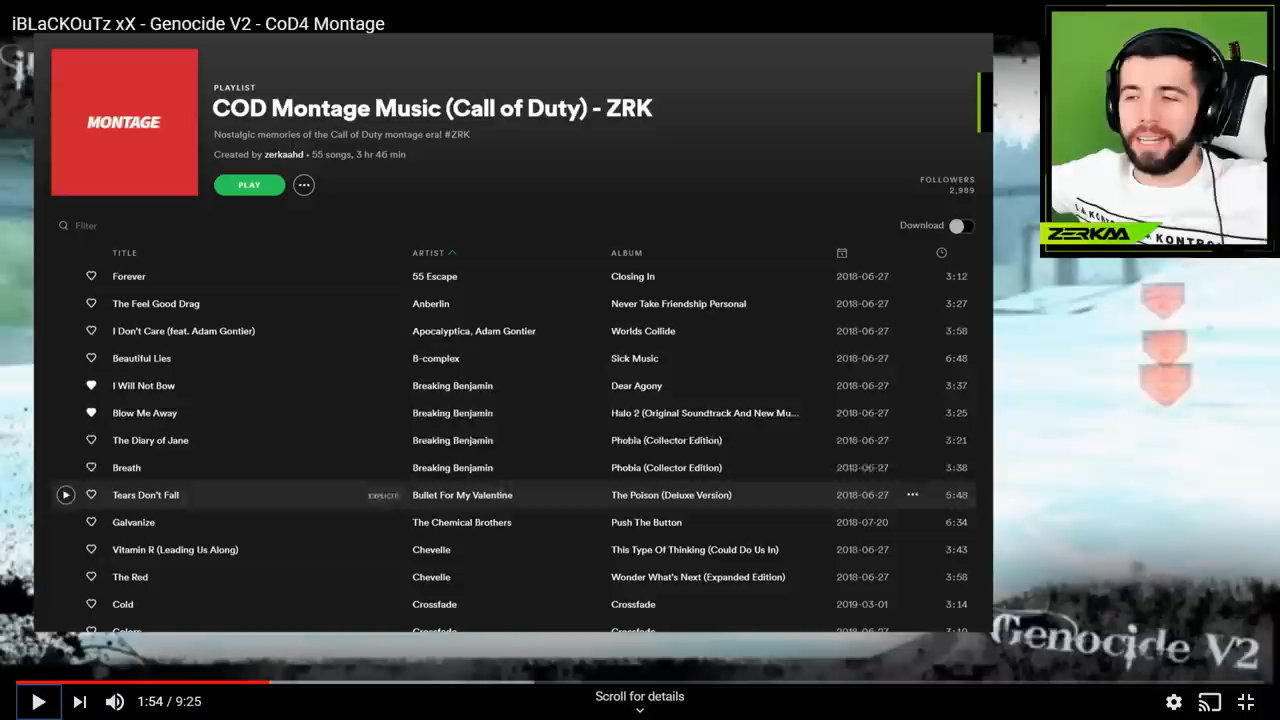 iBLaCKOuTz xX - Genocide V2 - CoD4 Montage
MONTAGE
PLAYLIST
COD Montage Music (Call of Duty) - ZRK
Nostalgic memories of the Call of Duty montage era! #ZRK
Created by zerkaahd • 55 songs, 3 hr 46 min
PLAY
FOLLOWERS
2,989
Filter
Download
TITLE ARTIST ALBUM
Forever 55 Escape Closing In 2018-06-27 3:12
The Feel Good Drag Anberlin Never Take Friendship Personal 2018-06-27 3:27
I Don't Care (feat. Adam Gontier) Apocalyptica, Adam Gontier Worlds Collide 2018-06-27 3:58
Beautiful Lies B-complex Sick Music 2018-06-27 6:48
I Will Not Bow Breaking Benjamin Dear Agony 2018-06-27 3:37
Blow Me Away Breaking Benjamin Halo 2 (Original Soundtrack And New Mu... 2018-06-27 3:25
The Diary of Jane Breaking Benjamin Phobia (Collector Edition) 2018-06-27 3:21
Breath Breaking Benjamin Phobia (Collector Edition) 2018-06-27 3:38
Tears Don't Fall EXPLICIT Bullet For My Valentine The Poison (Deluxe Version) 2018-06-27 5:48
Galvanize The Chemical Brothers Push The Button 2018-07-20 6:34
Vitamin R (Leading Us Along) Chevelle This Type Of Thinking (Could Do Us In) 2018-06-27 3:43
The Red Chevelle Wonder What's Next (Expanded Edition) 2018-06-27 3:58
Cold Crossfade Crossfade 2019-03-01 3:14
Colors Crossfade Crossfade 2018-06-27 3:10
ZERKAA
Genocide V2
1:54 / 9:25
Scroll for details